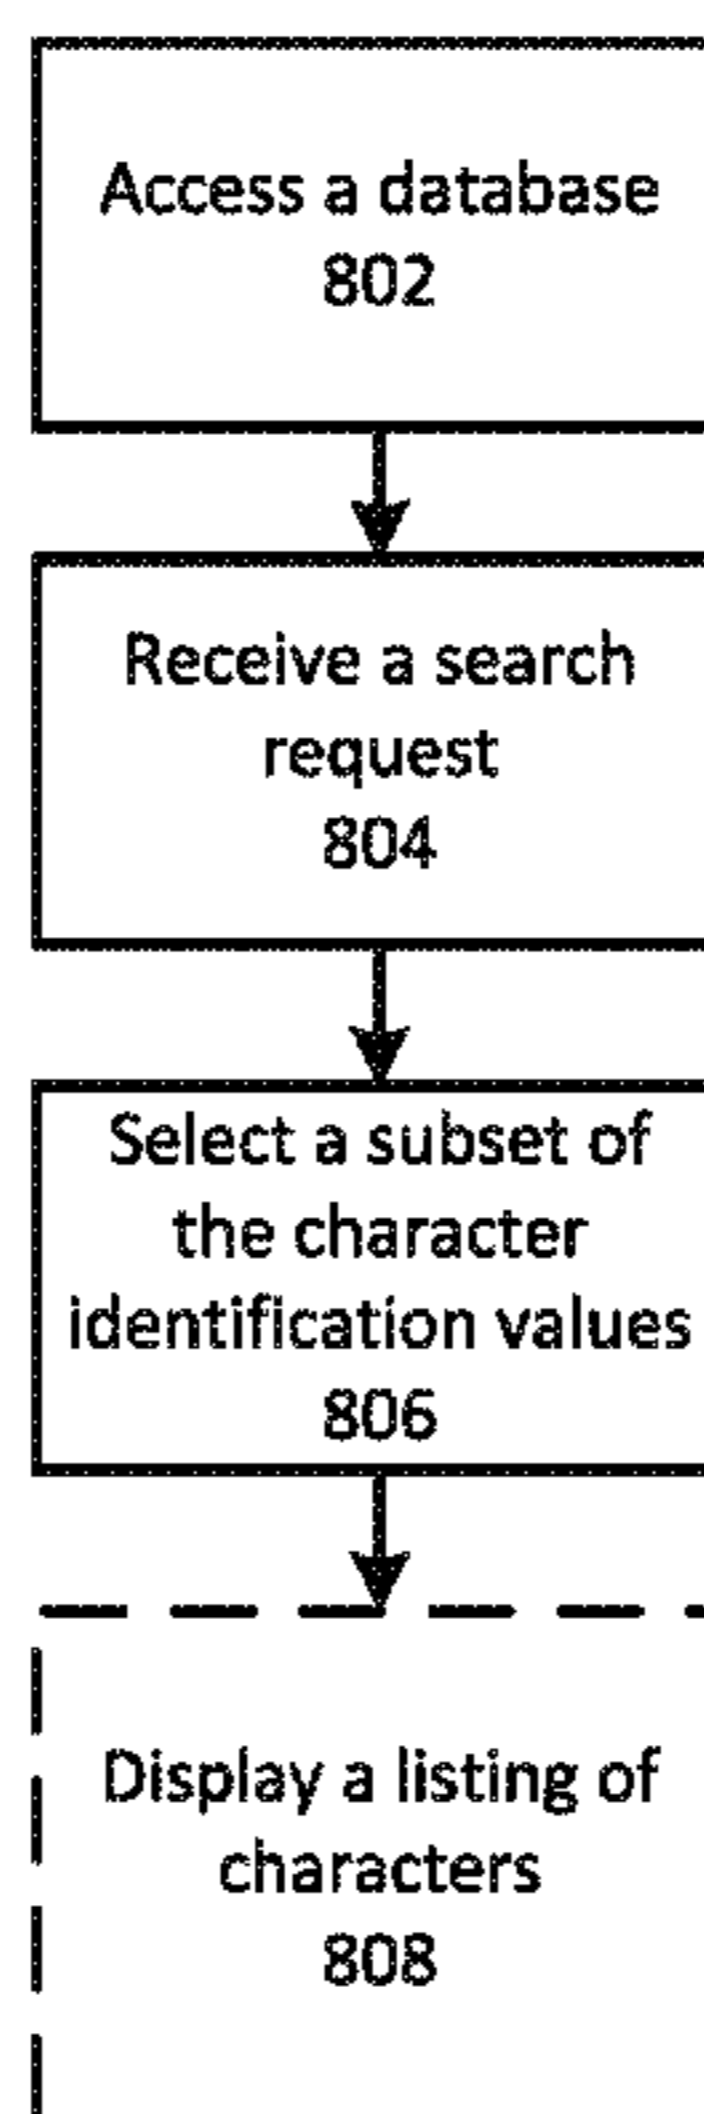 Access a database
802
Receive a search
request
804
Select a subset of
the character
identification values
806
Display a listing of
characters
808